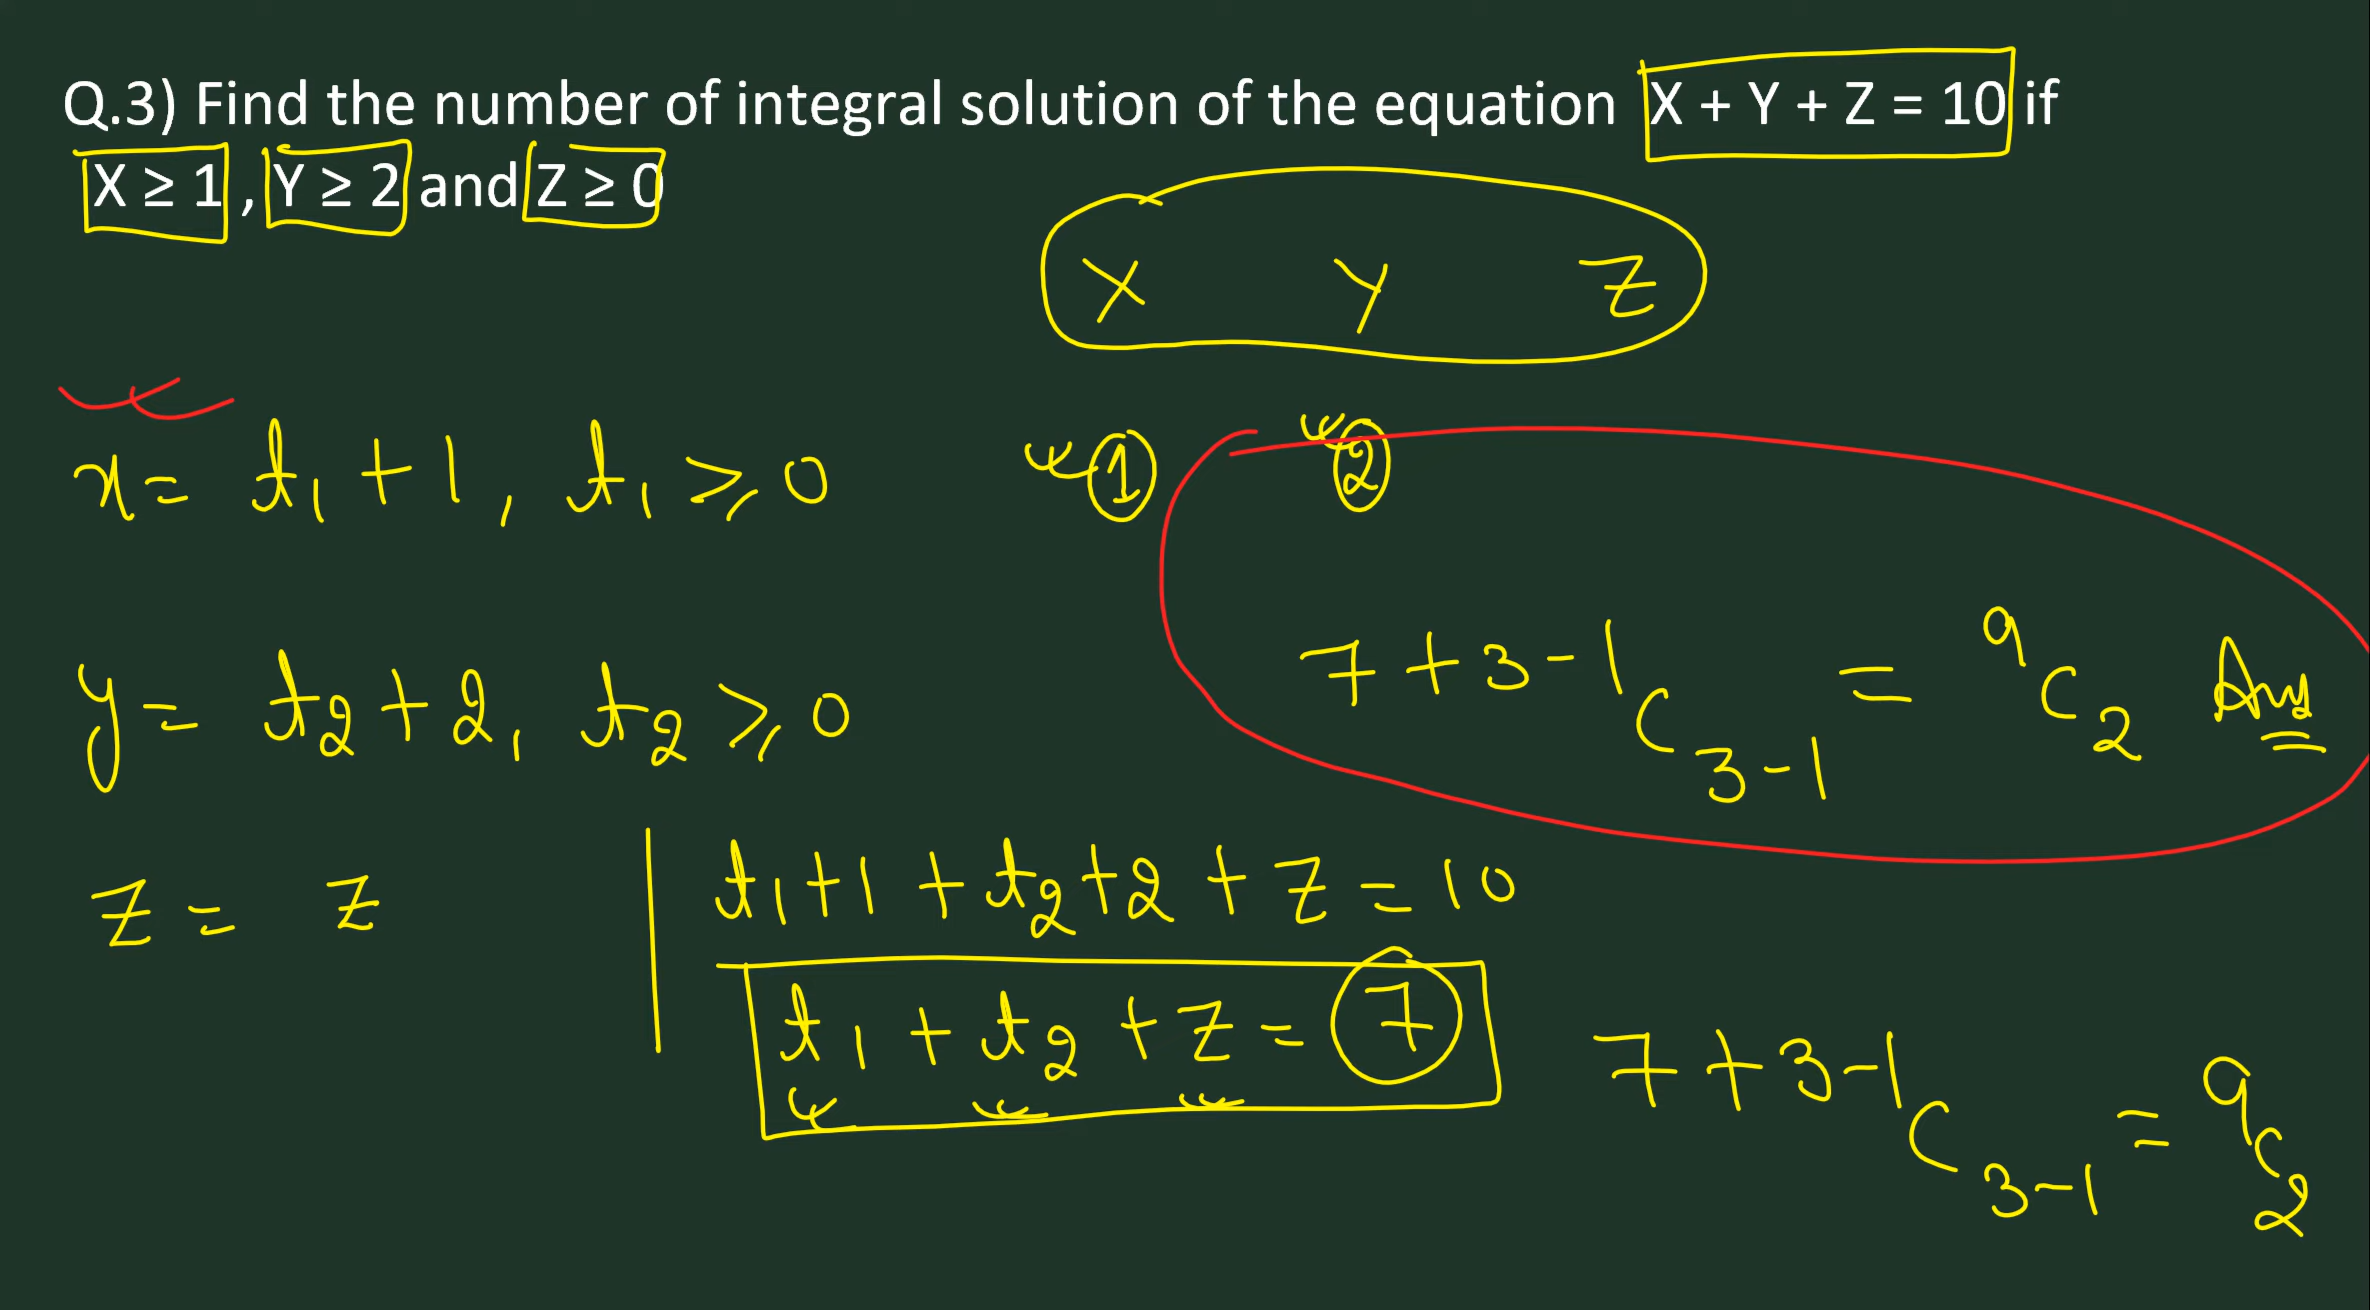 Q.3) Find the number of integral solution of the equation X + Y + Z = 10 if
X ≥ 1 , Y ≥ 2 and Z ≥ 0
X Y Z
x = t₁ + 1 , t₁ ≥ 0
① ②
y = t₂ + 2, t₂ ≥ 0
⁷⁺³⁻¹C₃₋₁ = ⁹C₂ Ans
z = z
t₁ + 1 + t₂ + 2 + z = 10
t₁ + t₂ + z = 7
⁷⁺³⁻¹C₃₋₁ = ⁹C₂